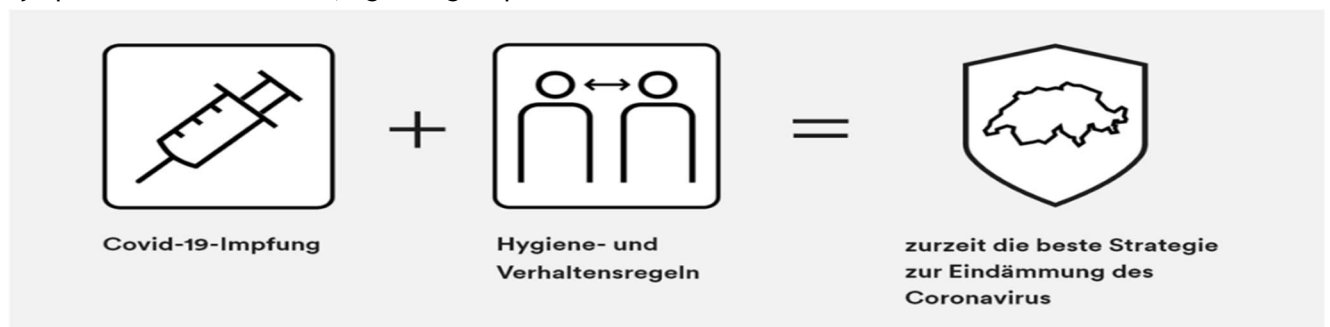 Covid-19-Impfung
+
Hygiene- und
Verhaltensregeln
=
zurzeit die beste Strategie
zur Eindämmung des
Coronavirus